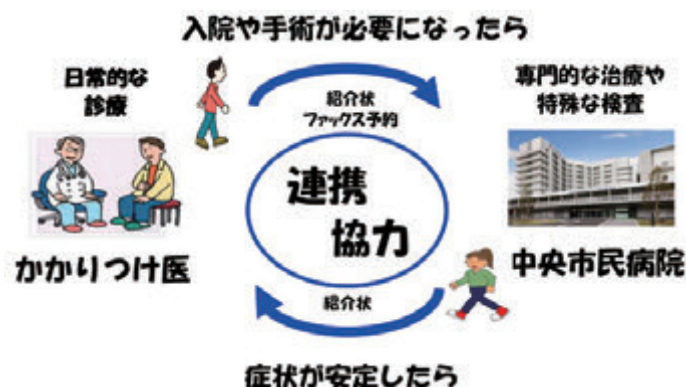 入院や手術が必要になったら
日常的な
診療
紹介状
ファックス予約
専門的な治療や
特殊な検査
連携
協力
かかりつけ医
中央市民病院
紹介状
症状が安定したら